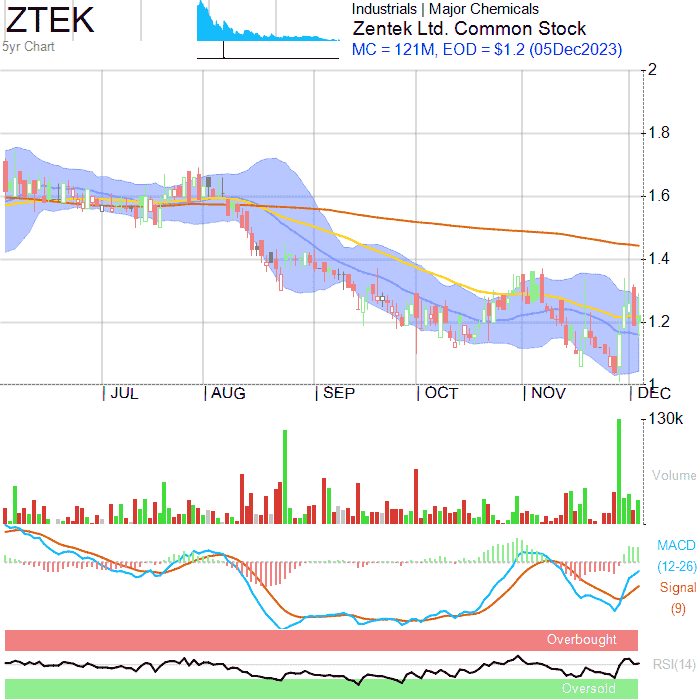 ZTEK
5yr Chart
Industrials | Major Chemicals
Zentek Ltd. Common Stock
MC = 121M, EOD = $1.2 (05Dec2023)
2
1.8
1.6
1.4
1.2
1
JUL AUG SEP OCT NOV DEC
130k
Volume
MACD
(12-26)
Signal
(9)
Overbought
RSI(14)
Oversold